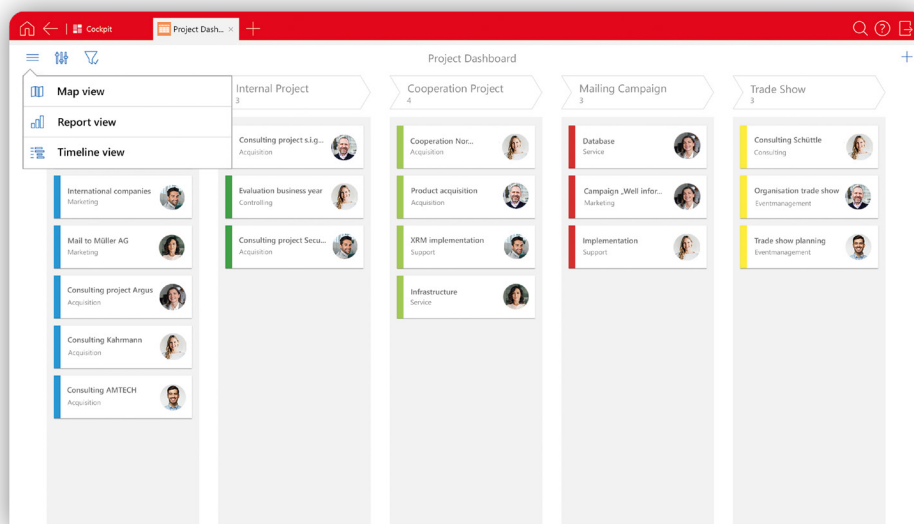 Cockpit
Project Dash... ×
Project Dashboard
Map view
Report view
Timeline view
Internal Project
3
Cooperation Project
4
Mailing Campaign
3
Trade Show
3
International companies
Marketing
Mail to Müller AG
Marketing
Consulting project Argus
Acquisition
Consulting Kahrmann
Acquisition
Consulting AMTECH
Acquisition
Consulting project s.i.g...
Acquisition
Evaluation business year
Controlling
Consulting project Secu...
Acquisition
Cooperation Nor...
Acquisition
Product acquisition
Acquisition
XRM implementation
Support
Infrastructure
Service
Database
Service
Campaign „Well infor...
Marketing
Implementation
Support
Consulting Schüttle
Consulting
Organisation trade show
Eventmanagement
Trade show planning
Eventmanagement